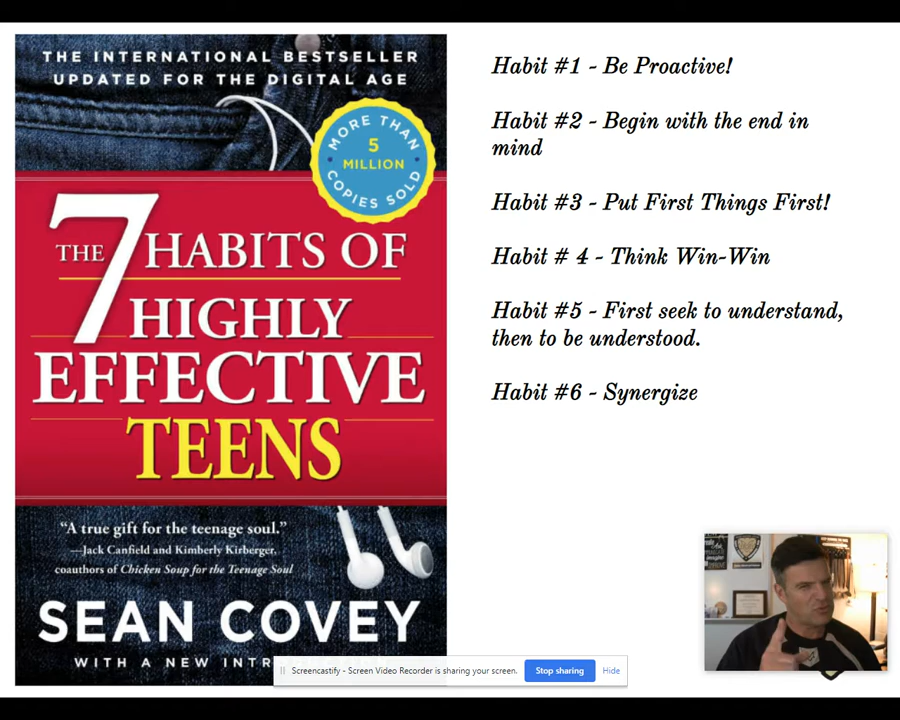 THE INTERNATIONAL BESTSELLER
UPDATED FOR THE DIGITAL AGE
MORE THAN
5
MILLION
COPIES SOLD
THE 7 HABITS OF
HIGHLY
EFFECTIVE
TEENS
“A true gift for the teenage soul.”
—Jack Canfield and Kimberly Kirberger,
coauthors of Chicken Soup for the Teenage Soul
SEAN COVEY
WITH A NEW
Habit #1 - Be Proactive!
Habit #2 - Begin with the end in
mind
Habit #3 - Put First Things First!
Habit # 4 - Think Win-Win
Habit #5 - First seek to understand,
then to be understood.
Habit #6 - Synergize
Screencastify - Screen Video Recorder is sharing your screen.
Stop sharing
Hide